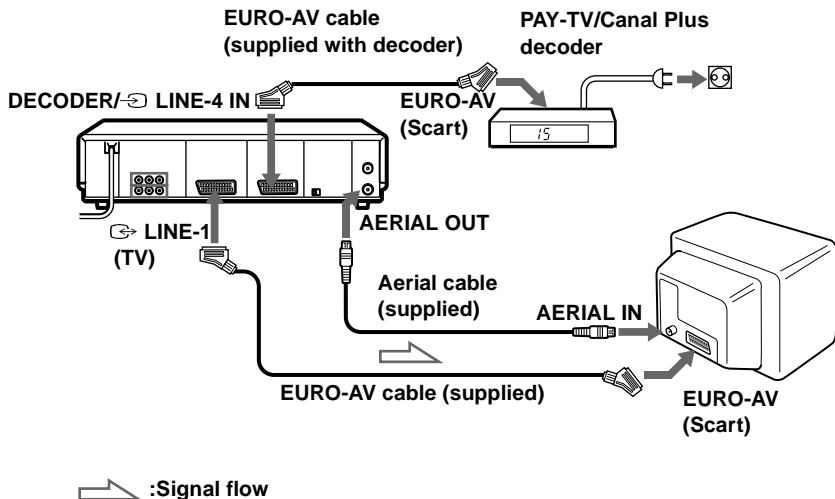 EURO-AV cable
(supplied with decoder)
PAY-TV/Canal Plus
decoder
DECODER/ LINE-4 IN
EURO-AV
(Scart)
15
LINE-1
(TV)
AERIAL OUT
Aerial cable
(supplied)
AERIAL IN
EURO-AV cable (supplied)
EURO-AV
(Scart)
:Signal flow